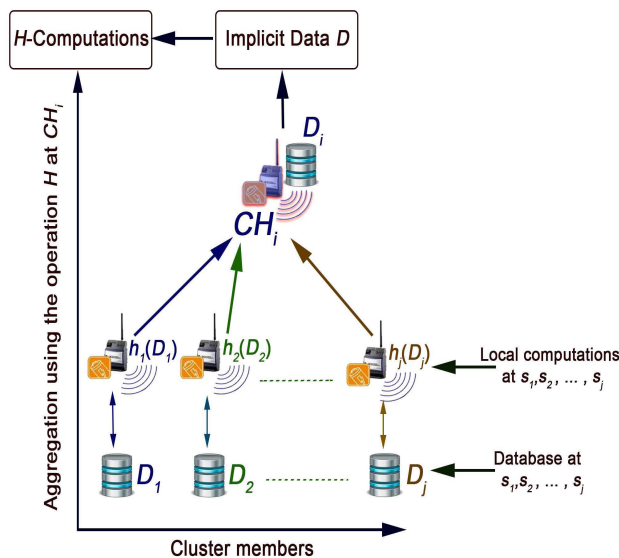 H-Computations
Implicit Data D
D_i
CH_i
h_1(D_1)
h_2(D_2)
h_j(D_j)
Local computations
at s_1,s_2, ... , s_j
D_1
D_2
D_j
Database at
s_1,s_2, ... , s_j
Cluster members
Aggregation using the operation H at CH_i